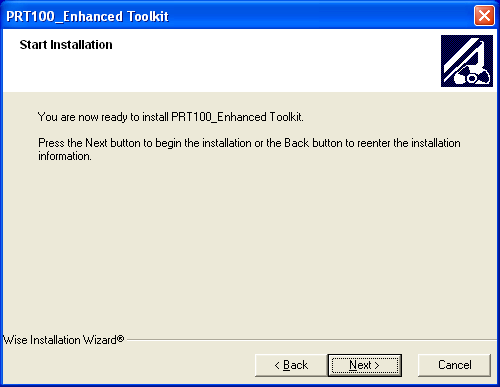 PRT100_Enhanced Toolkit
Start Installation
You are now ready to install PRT100_Enhanced Toolkit.
Press the Next button to begin the installation or the Back button to reenter the installation
information.
Wise Installation Wizard®
< Back
Next >
Cancel